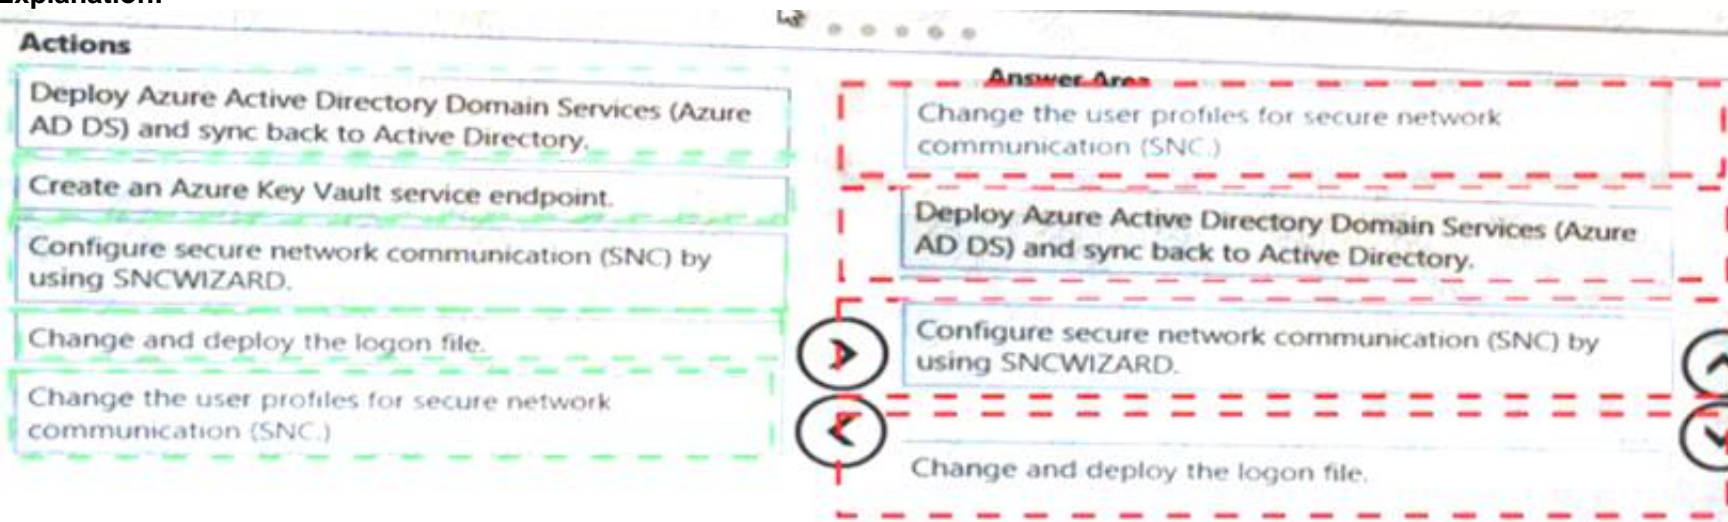 Explanation:
Actions
Deploy Azure Active Directory Domain Services (Azure
AD DS) and sync back to Active Directory.
Create an Azure Key Vault service endpoint.
Configure secure network communication (SNC) by
using SNCWIZARD.
Change and deploy the logon file.
Change the user profiles for secure network
communication (SNC.)
Answer Area
Change the user profiles for secure network
communication (SNC.)
Deploy Azure Active Directory Domain Services (Azure
AD DS) and sync back to Active Directory.
Configure secure network communication (SNC) by
using SNCWIZARD.
Change and deploy the logon file.